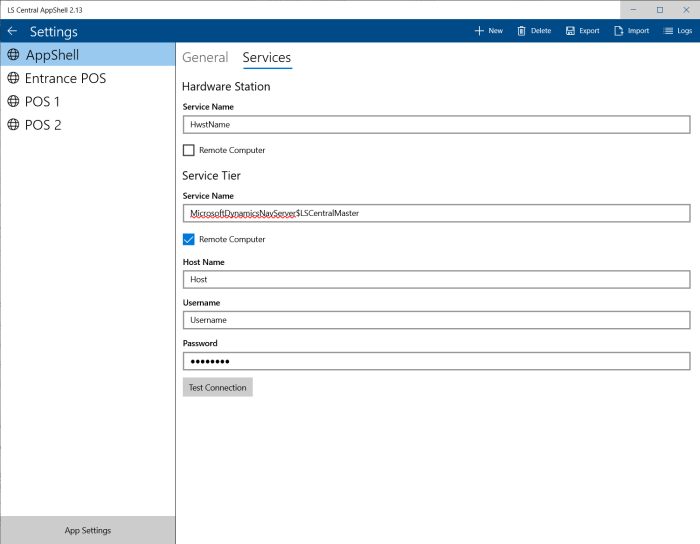 LS Central AppShell 2.13
Settings
New Delete Export Import Logs
AppShell
Entrance POS
POS 1
POS 2
General Services
Hardware Station
Service Name
HwstName
Remote Computer
Service Tier
Service Name
MicrosoftDynamicsNavServer$LSCentralMaster
Remote Computer
Host Name
Host
Username
Username
Password
••••••••
Test Connection
App Settings